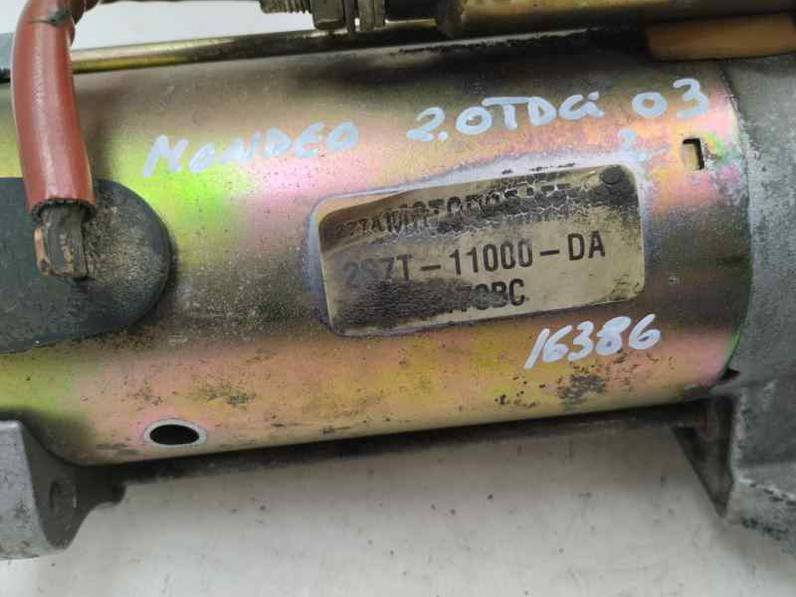 MONDEO 2.0TDCi 03
2S7T-11000-DA
16386